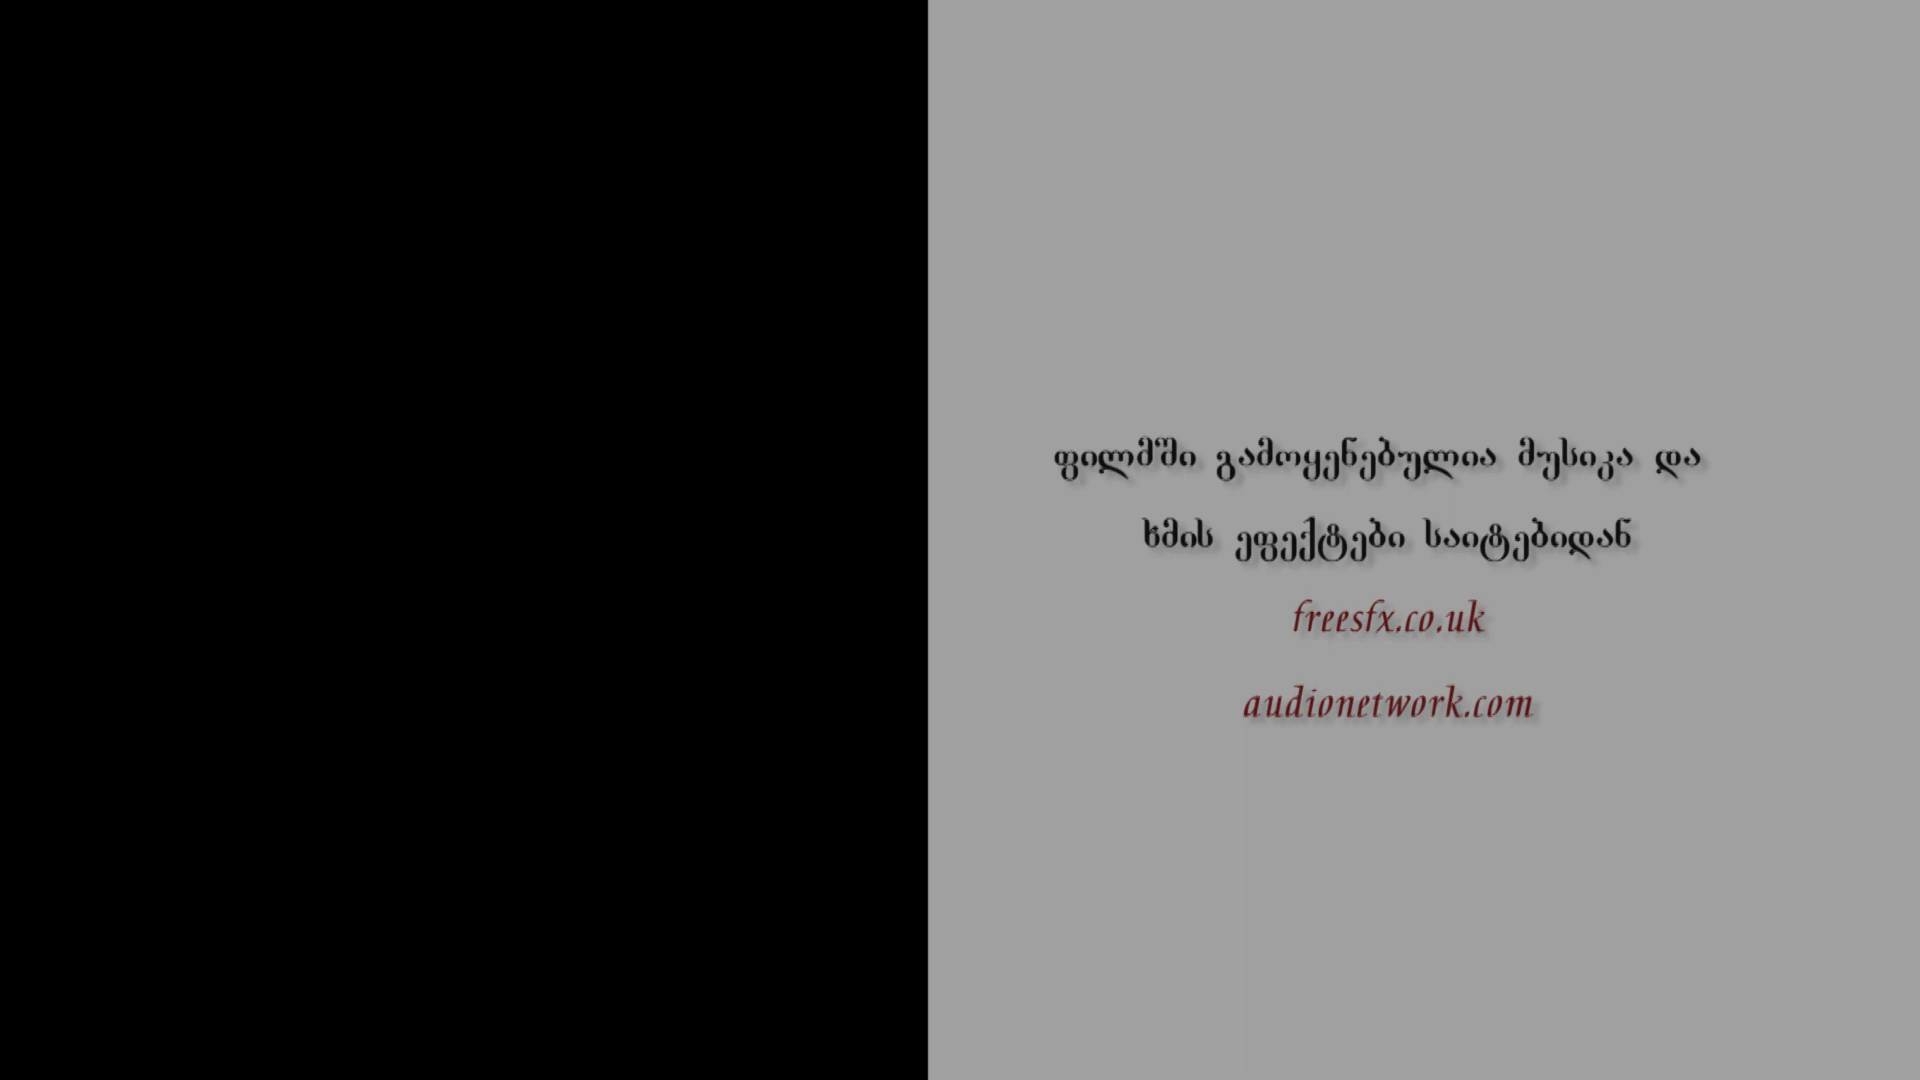 ფილმში გამოყენებულია მუსიკა და
ხმის ეფექტები საიტებიდან
freesfx.co.uk
audionetwork.com